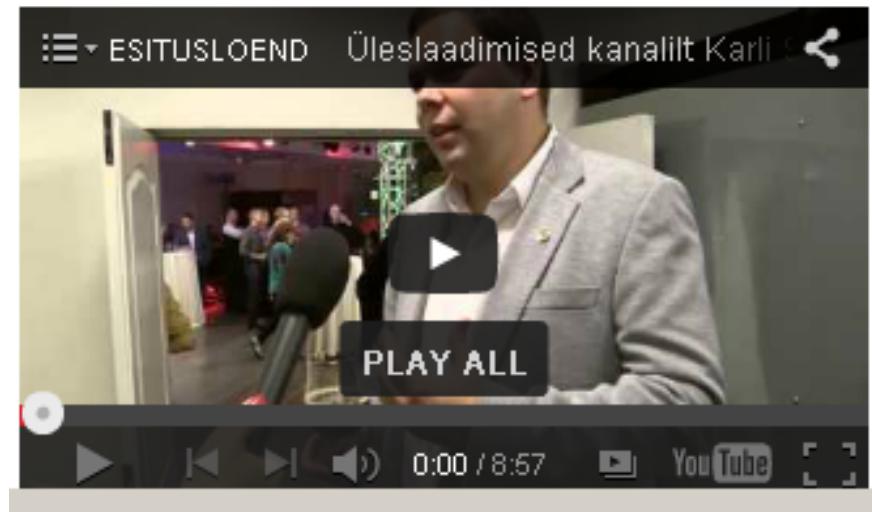 ESITUSLOEND Üleslaadimised kanalilt Karli
PLAY ALL
0:00 / 8:57 YouTube